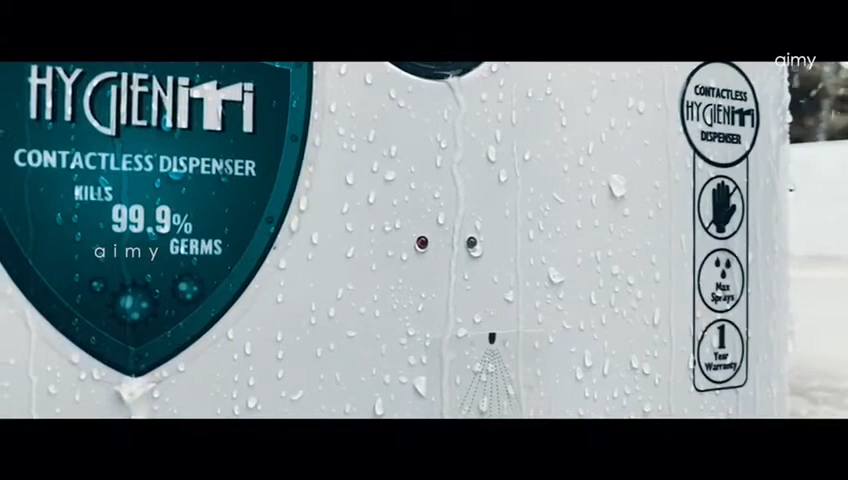 aimy
HYGIENiTi
CONTACTLESS DISPENSER
KILLS
99.9%
GERMS
aimy
CONTACTLESS
HYGIENiTi
DISPENSER
Max
Sprays
1
Year
Warranty